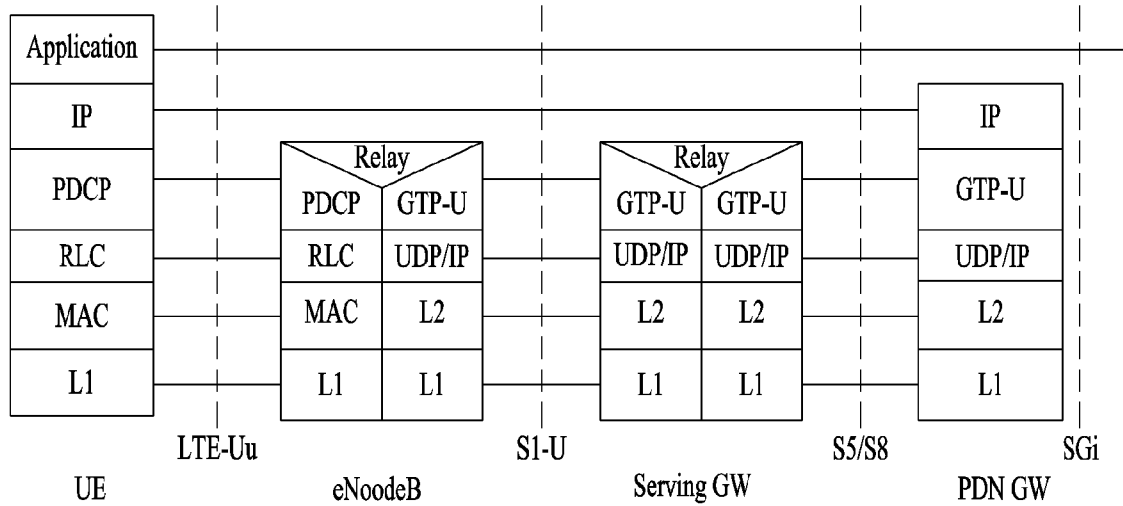 Application
IP
IP
Relay
Relay
PDCP
PDCP
GTP-U
GTP-U
GTP-U
GTP-U
RLC
RLC
UDP/IP
UDP/IP
UDP/IP
UDP/IP
MAC
MAC
L2
L2
L2
L2
L1
L1
L1
L1
L1
L1
LTE-Uu
S1-U
S5/S8
SGi
UE
eNoodeB
Serving GW
PDN GW